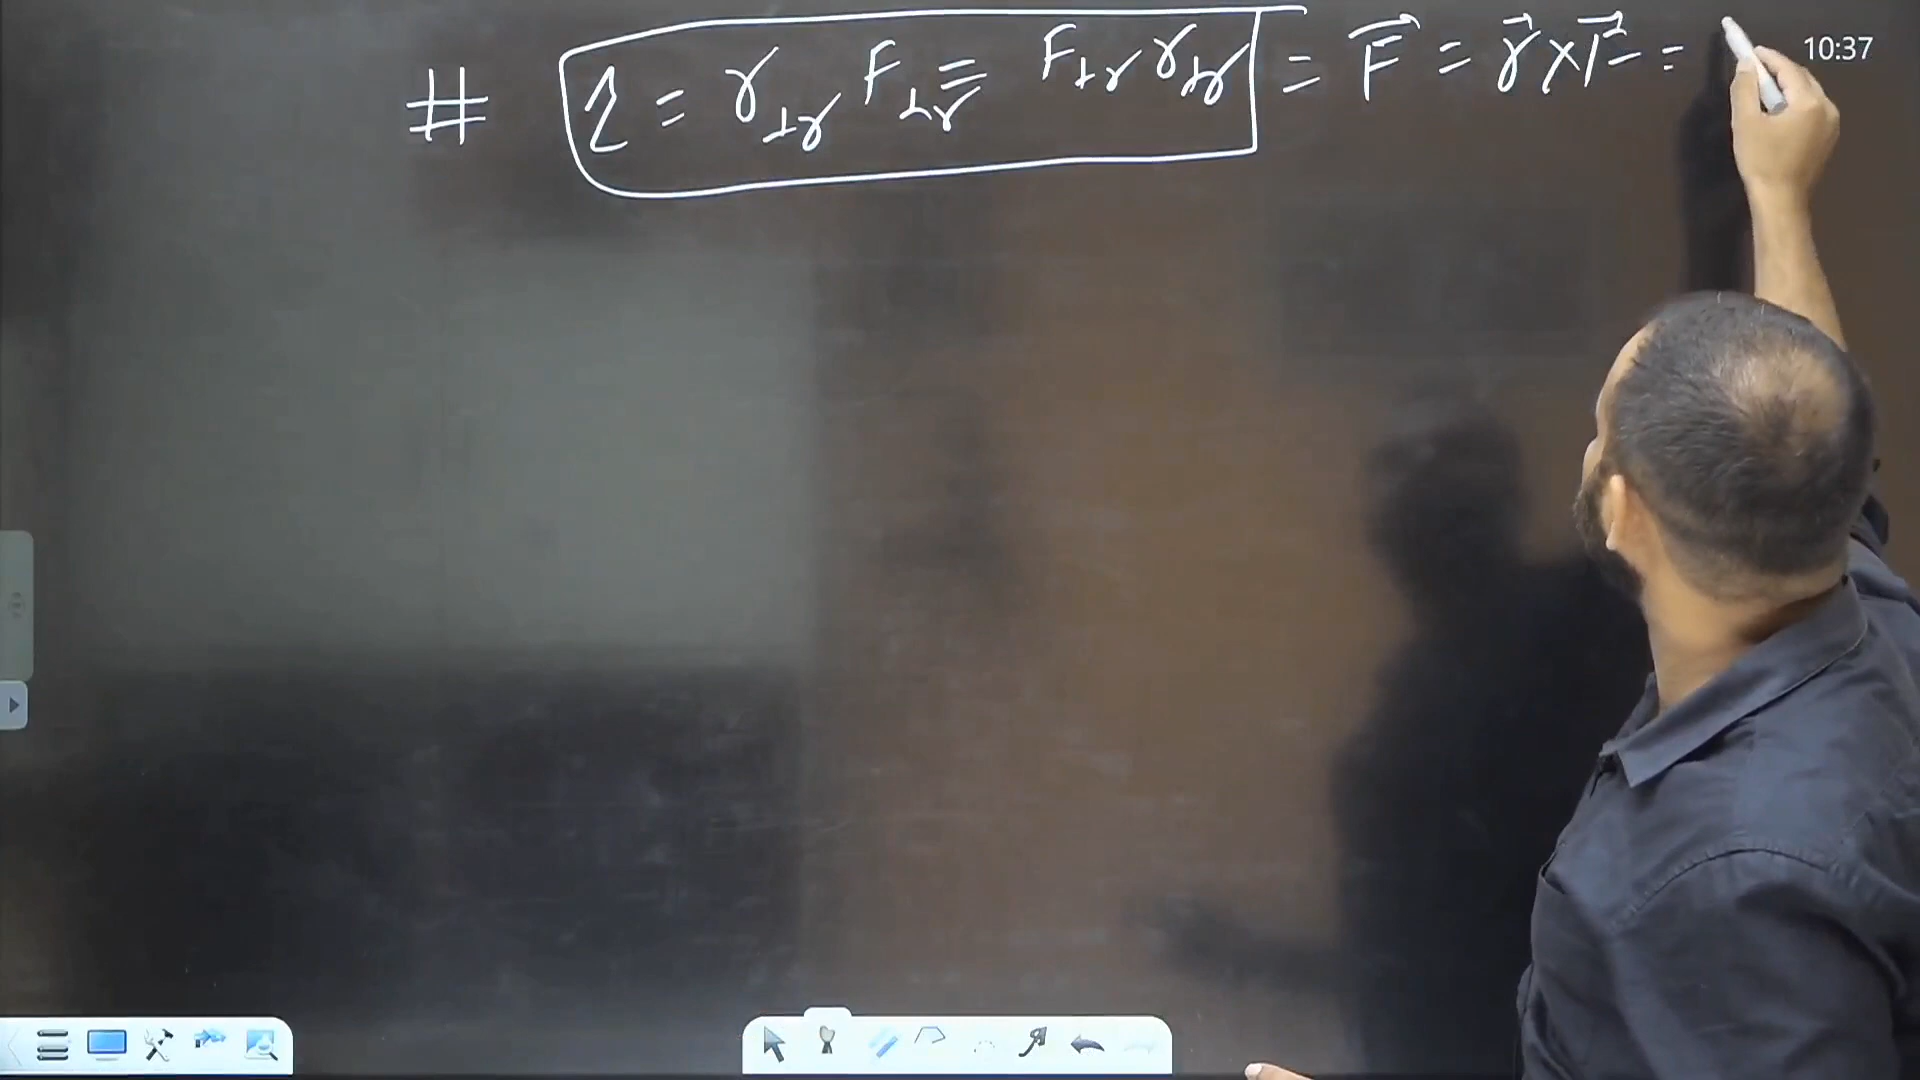 # τ = r⊥r F⊥r = F⊥r r⊥r = F⃗ = r⃗ × F⃗ =
10:37